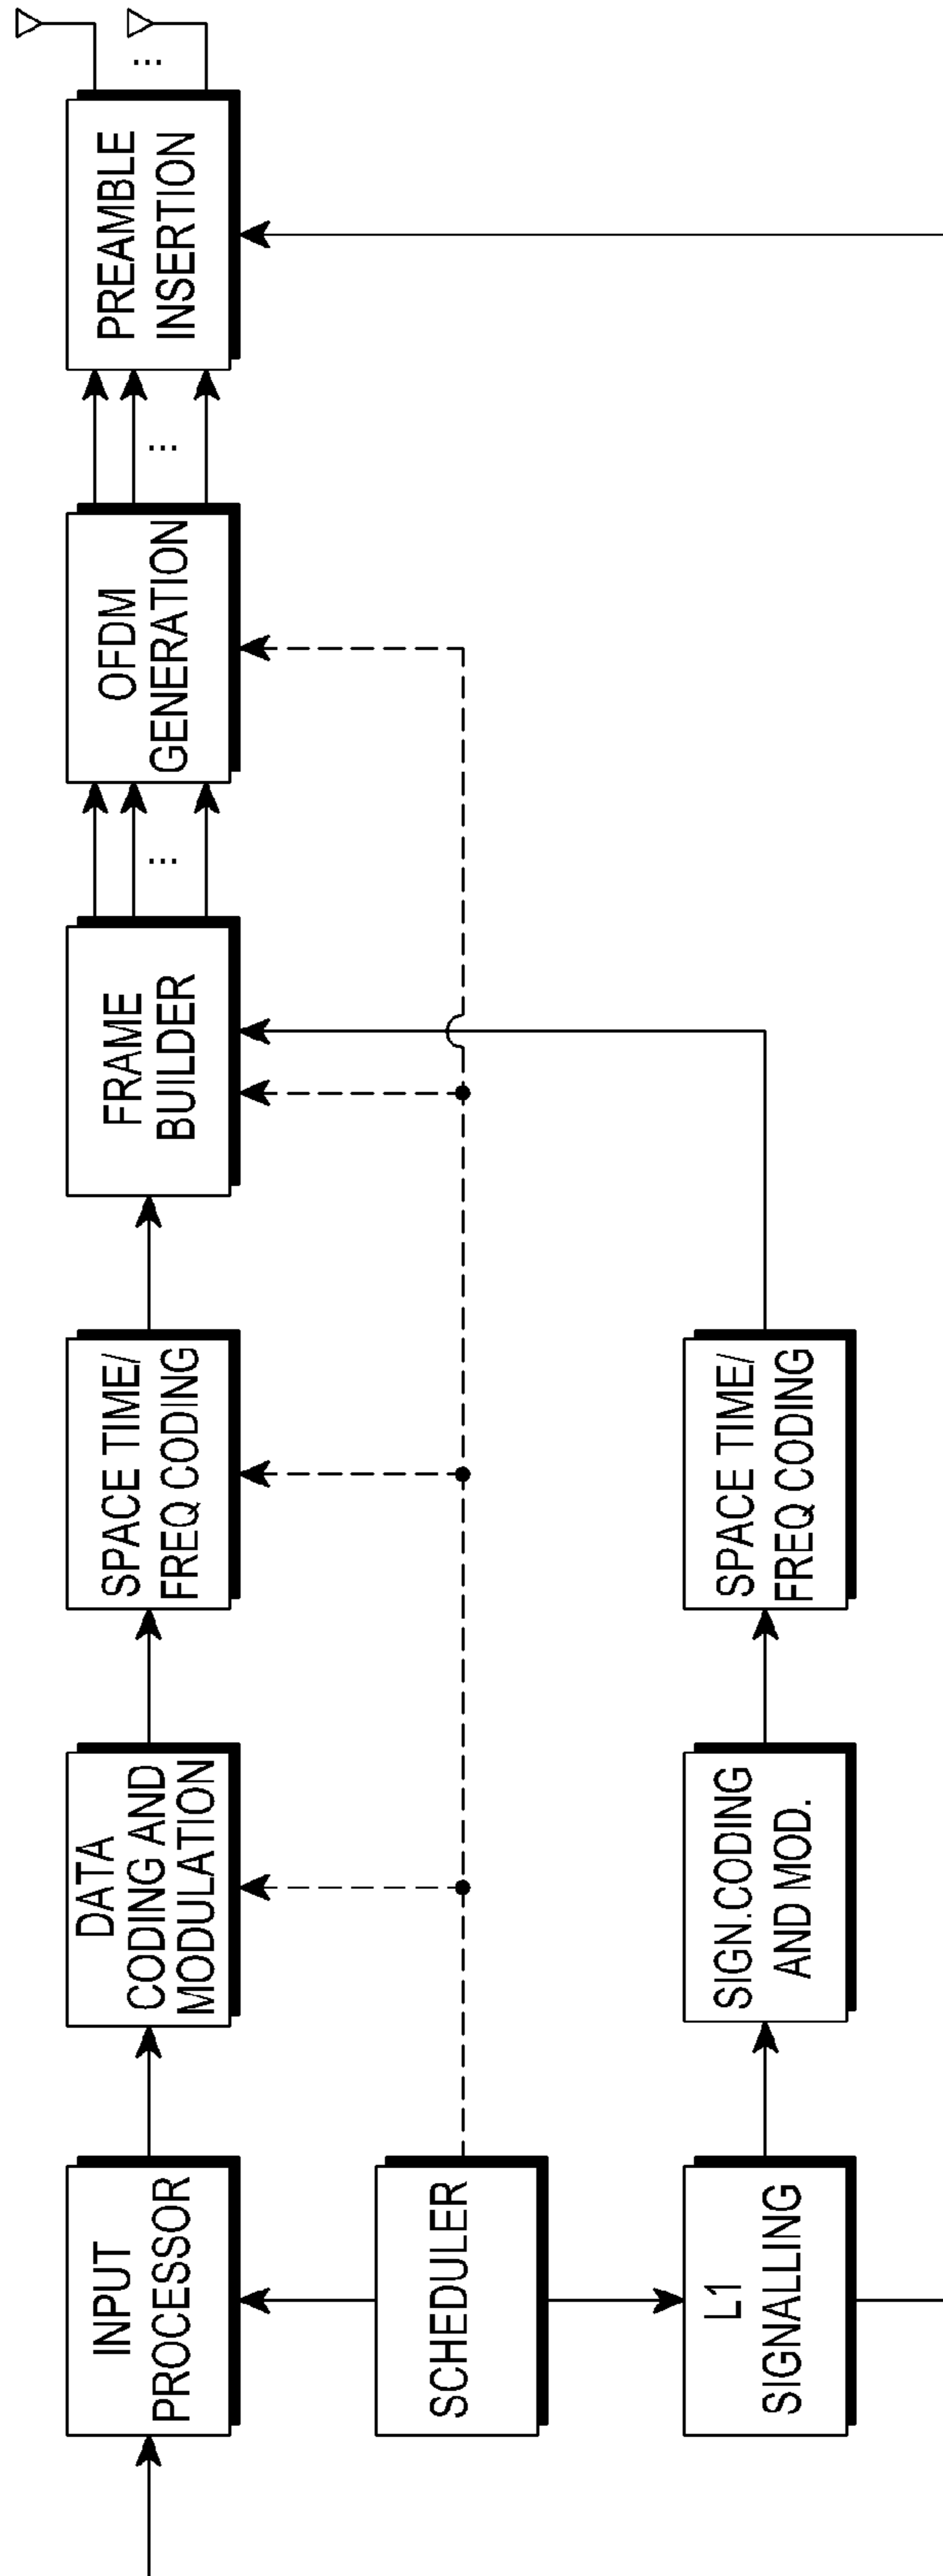 INPUT
PROCESSOR
DATA
CODING AND
MODULATION
SPACE TIME/
FREQ CODING
FRAME
BUILDER
OFDM
GENERATION
PREAMBLE
INSERTION
SCHEDULER
L1
SIGNALLING
SIGN.CODING
AND MOD.
SPACE TIME/
FREQ CODING